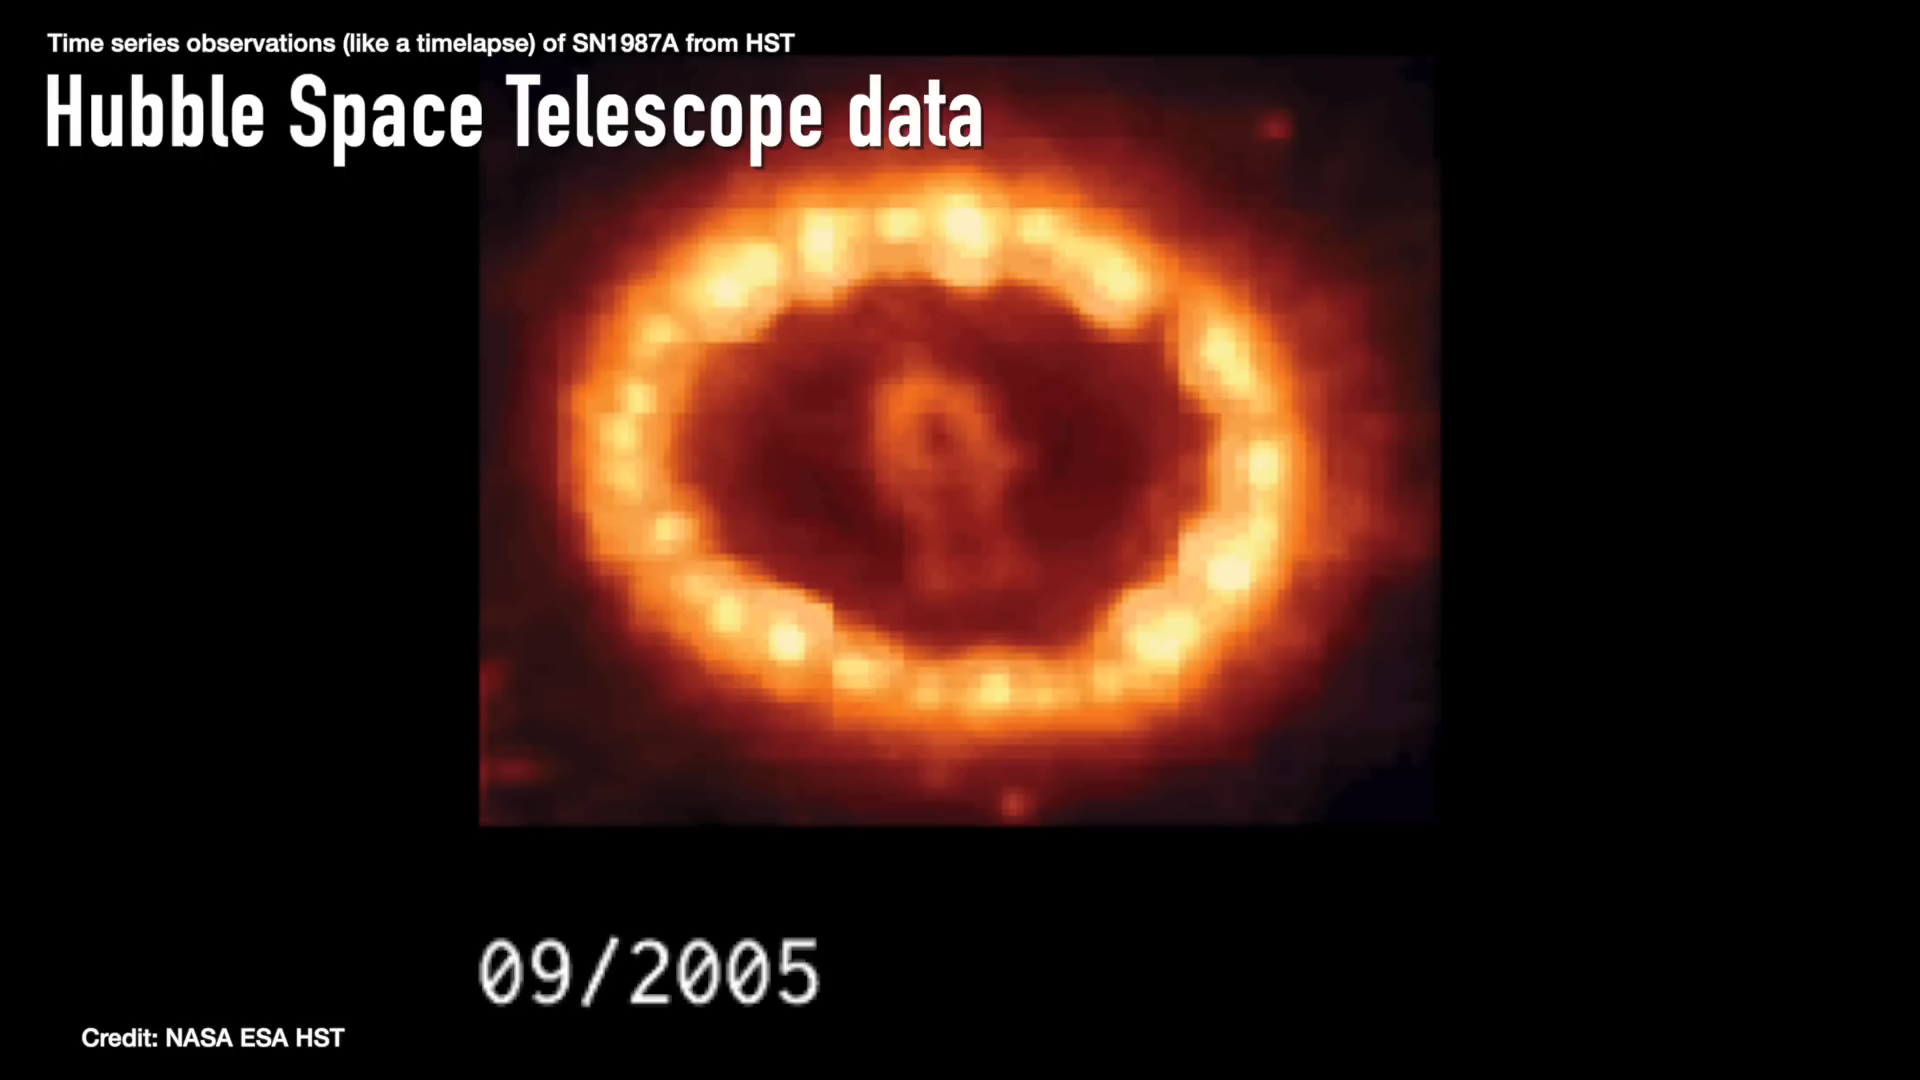 Time series observations (like a timelapse) of SN1987A from HST
Hubble Space Telescope data
09/2005
Credit: NASA ESA HST